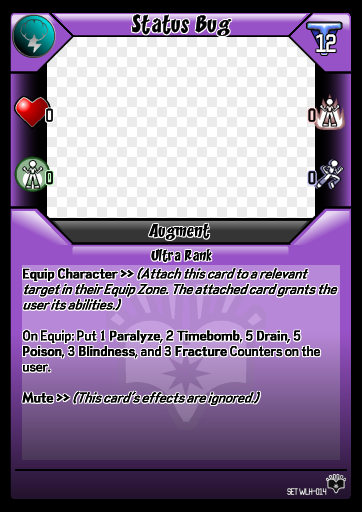 Status Bug
12
0
0
0
0
Augment
Ultra Rank
Equip Character >> (Attach this card to a relevant
target in their Equip Zone. The attached card grants the
user its abilities.)
On Equip: Put 1 Paralyze, 2 Timebomb, 5 Drain, 5
Poison, 3 Blindness, and 3 Fracture Counters on the
user.
Mute >> (This card's effects are ignored.)
SET WLH-014